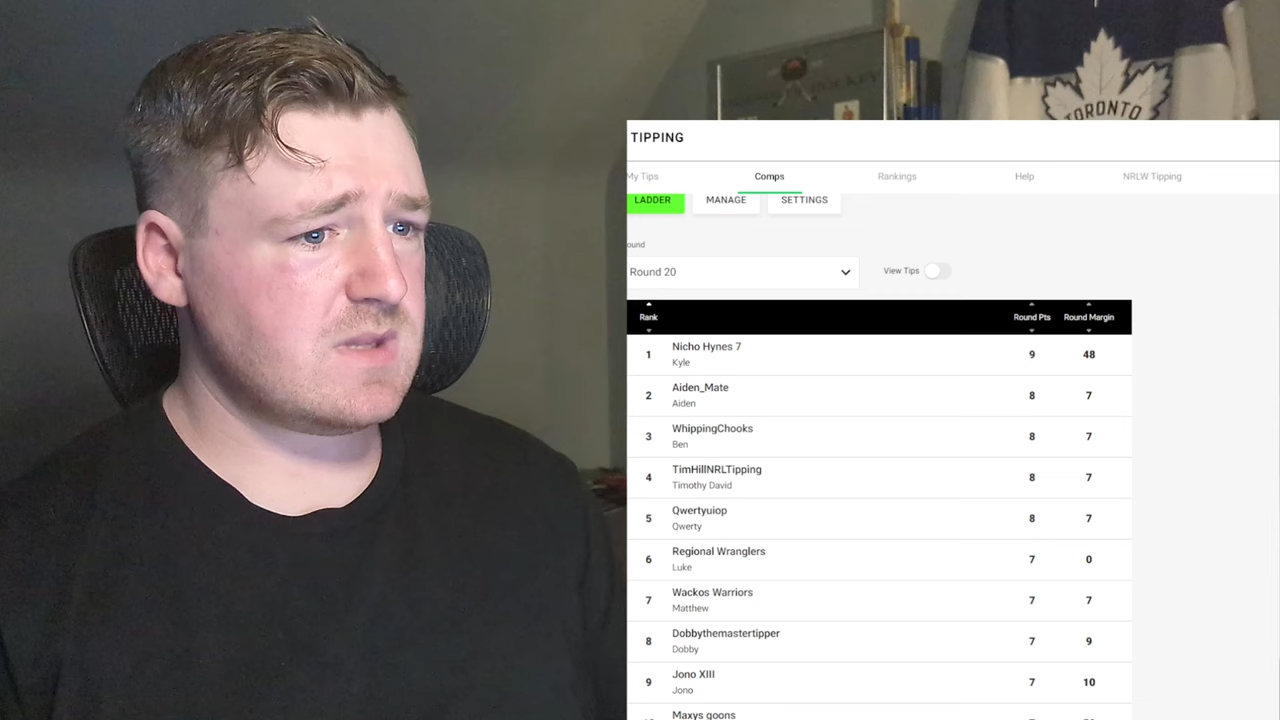 HOCKEY
TORONTO
TIPPING
My Tips
Comps
Rankings
Help
NRLW Tipping
LADDER
MANAGE
SETTINGS
ound
Round 20
View Tips
Rank
Round Pts
Round Margin
1
Nicho Hynes 7
Kyle
9
48
2
Aiden_Mate
Aiden
8
7
3
WhippingChooks
Ben
8
7
4
TimHillNRLTipping
Timothy David
8
7
5
Qwertyuiop
Qwerty
8
7
6
Regional Wranglers
Luke
7
0
7
Wackos Warriors
Matthew
7
7
8
Dobbythemastertipper
Dobby
7
9
9
Jono XIII
Jono
7
10
Maxys goons